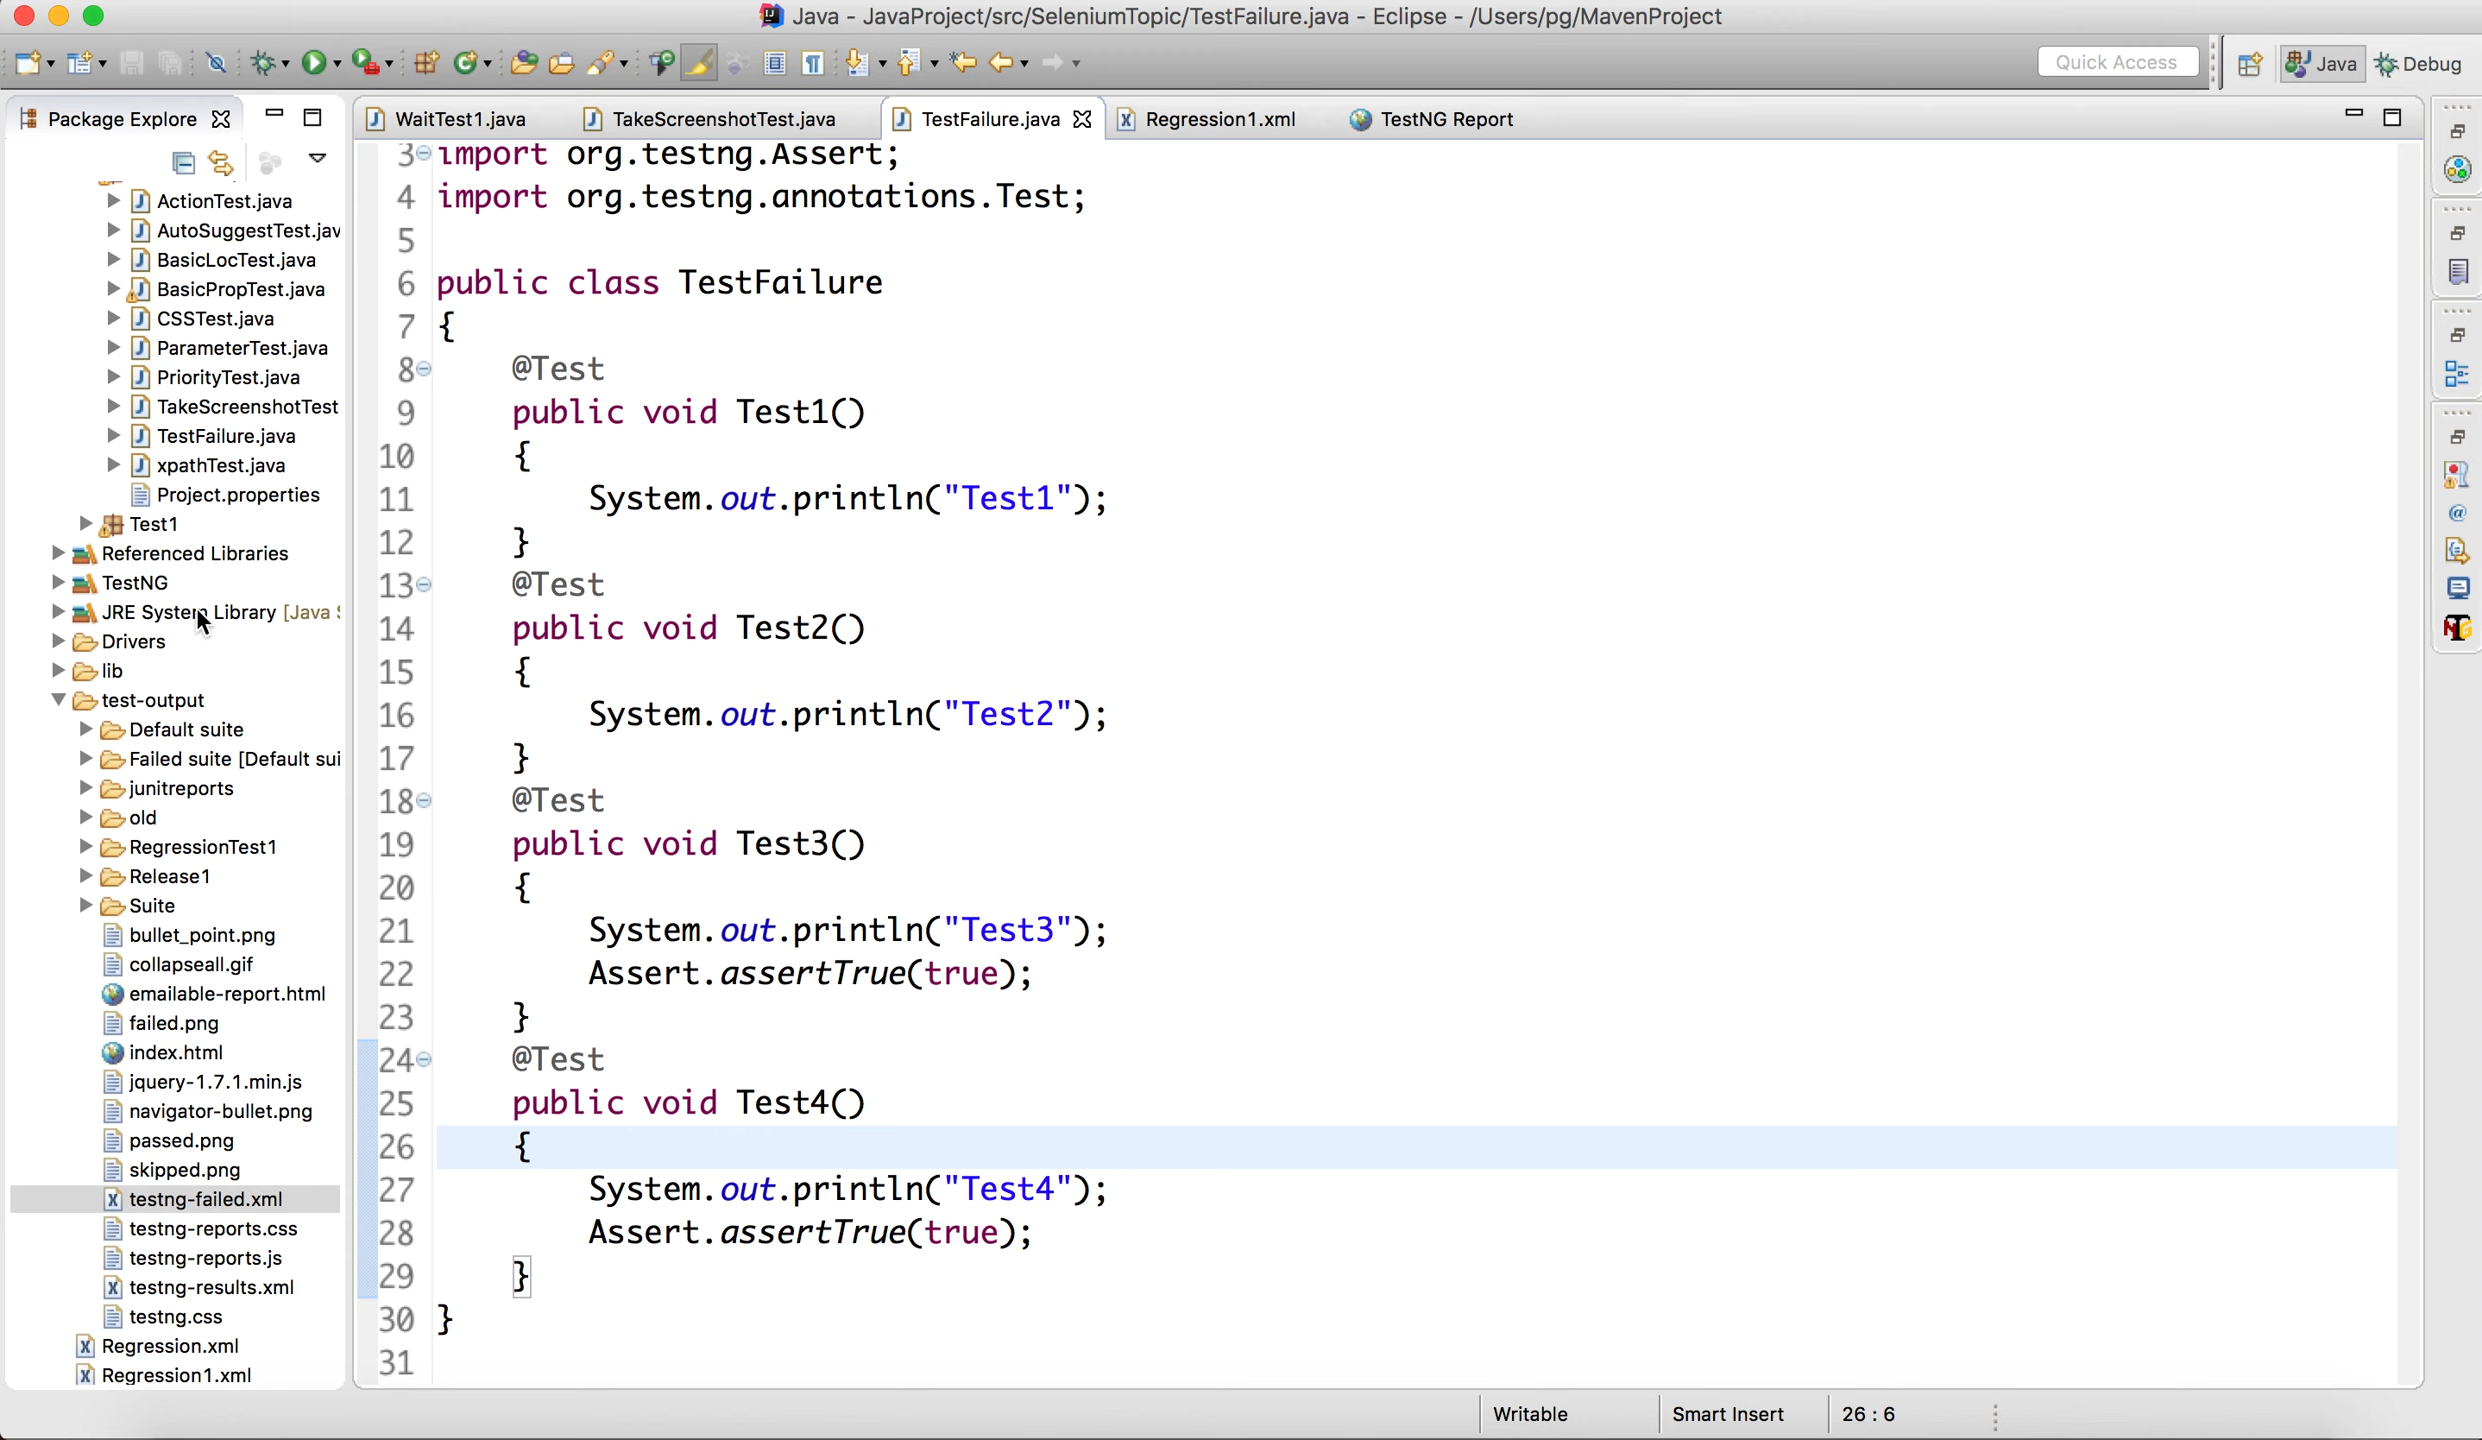 Java - JavaProject/src/SeleniumTopic/TestFailure.java - Eclipse - /Users/pg/MavenProject
Quick Access
Java
Debug
Package Explore
WaitTest1.java
TakeScreenshotTest.java
TestFailure.java
Regression1.xml
TestNG Report
ActionTest.java
AutoSuggestTest.jav
BasicLocTest.java
BasicPropTest.java
CSSTest.java
ParameterTest.java
PriorityTest.java
TakeScreenshotTest
TestFailure.java
xpathTest.java
Project.properties
Test1
Referenced Libraries
TestNG
JRE System Library [Java S
Drivers
lib
test-output
Default suite
Failed suite [Default sui
junitreports
old
RegressionTest1
Release1
Suite
bullet_point.png
collapseall.gif
emailable-report.html
failed.png
index.html
jquery-1.7.1.min.js
navigator-bullet.png
passed.png
skipped.png
testng-failed.xml
testng-reports.css
testng-reports.js
testng-results.xml
testng.css
Regression.xml
Regression1.xml
3 import org.testng.Assert;
4 import org.testng.annotations.Test;
5
6 public class TestFailure
7 {
8 @Test
9 public void Test1()
10 {
11 System.out.println("Test1");
12 }
13 @Test
14 public void Test2()
15 {
16 System.out.println("Test2");
17 }
18 @Test
19 public void Test3()
20 {
21 System.out.println("Test3");
22 Assert.assertTrue(true);
23 }
24 @Test
25 public void Test4()
26 {
27 System.out.println("Test4");
28 Assert.assertTrue(true);
29 }
30 }
31
Writable
Smart Insert
26 : 6